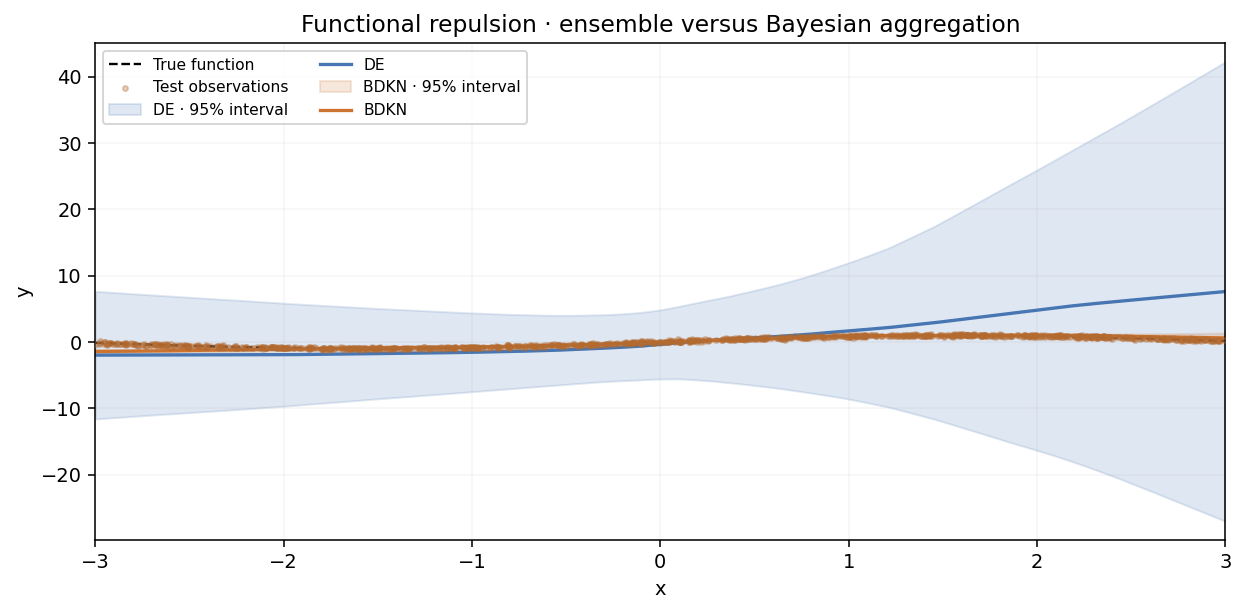 Functional repulsion · ensemble versus Bayesian aggregation
True function
Test observations
DE · 95% interval
DE
BDKN · 95% interval
BDKN
40
30
20
10
0
−10
−20
y
−3
−2
−1
0
1
2
3
x